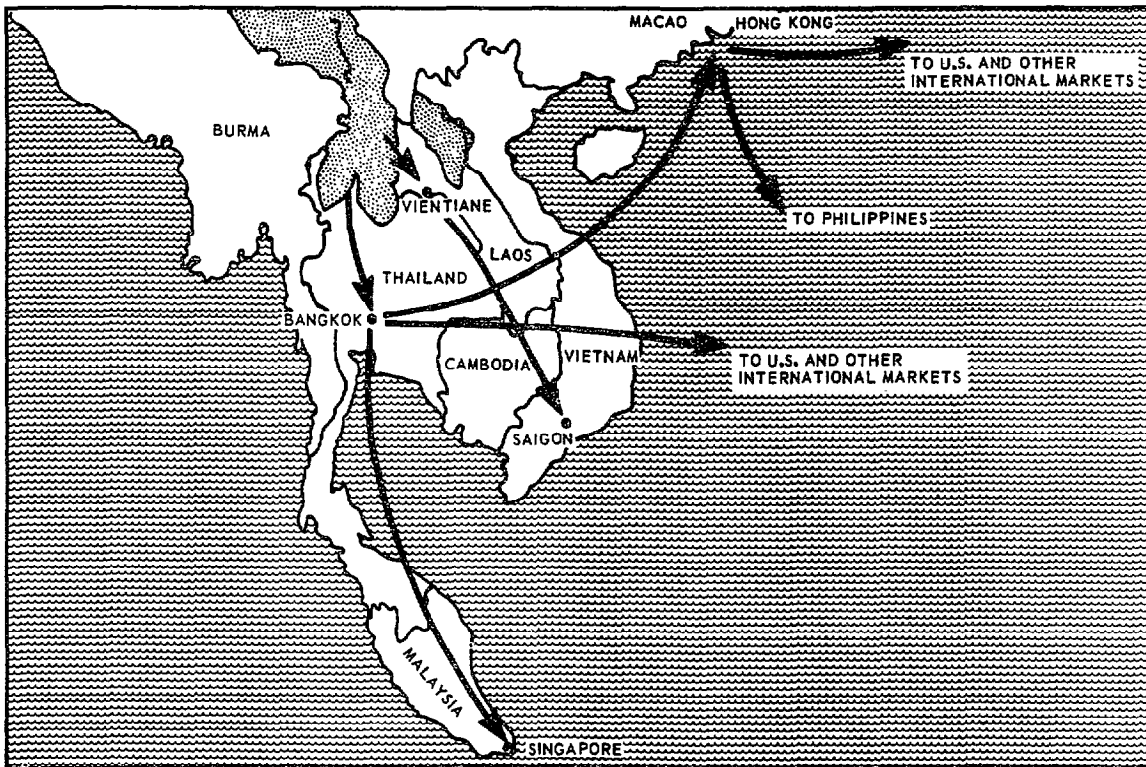 MACAO
HONG KONG
TO U.S. AND OTHER
INTERNATIONAL MARKETS
BURMA
VIENTIANE
TO PHILIPPINES
LAOS
THAILAND
BANGKOK
CAMBODIA
VIETNAM
TO U.S. AND OTHER
INTERNATIONAL MARKETS
SAIGON
MALAYSIA
SINGAPORE